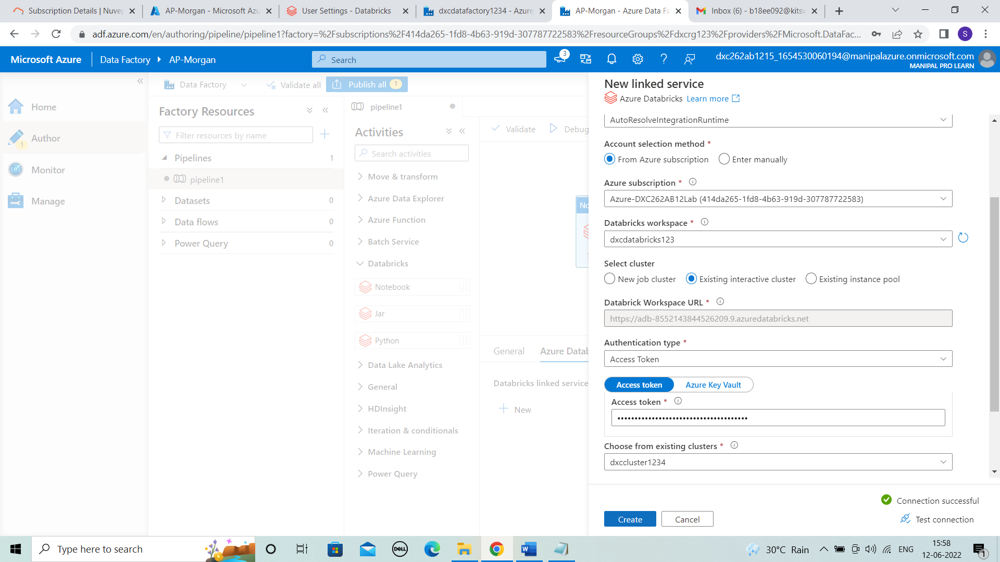 Subscription Details | Nuvep
AP-Morgan - Microsoft Azu
User Settings - Databricks
dxcdatafactory1234 - Azure
AP-Morgan - Azure Data Fa
Inbox (6) - b18ee092@kitsw
adf.azure.com/en/authoring/pipeline/pipeline1?factory=%2Fsubscriptions%2F414da265-1fd8-4b63-919d-307787722583%2FresourceGroups%2Fdxcrg123%2Fproviders%2FMicrosoft.DataFac...
S
Microsoft Azure
Data Factory
AP-Morgan
Search
3
dxc262ab1215_1654530060194@manipalazure.onmicrosoft.com
MANIPAL PRO LEARN
Home
Author
1
Monitor
Manage
Data Factory
Validate all
Publish all
1
Factory Resources
Filter resources by name
Pipelines
1
pipeline1
Datasets
0
Data flows
0
Power Query
0
pipeline1
Activities
Search activities
Move & transform
Azure Data Explorer
Azure Function
Batch Service
Databricks
Notebook
Jar
Python
Data Lake Analytics
General
HDInsight
Iteration & conditionals
Machine Learning
Power Query
Validate
Debug
No
General
Azure Datab
Databricks linked service
New
New linked service
Azure Databricks Learn more
AutoResolveIntegrationRuntime
Account selection method *
From Azure subscription
Enter manually
Azure subscription *
Azure-DXC262AB12Lab (414da265-1fd8-4b63-919d-307787722583)
Databricks workspace *
dxcdatabricks123
Select cluster
New job cluster
Existing interactive cluster
Existing instance pool
Databrick Workspace URL *
https://adb-8552143844526209.9.azuredatabricks.net
Authentication type *
Access Token
Access token
Azure Key Vault
Access token *
••••••••••••••••••••••••••••••••••••••
Choose from existing clusters *
dxccluster1234
Connection successful
Create
Cancel
Test connection
Type here to search
DELL
30°C Rain
ENG
15:58
12-06-2022
1